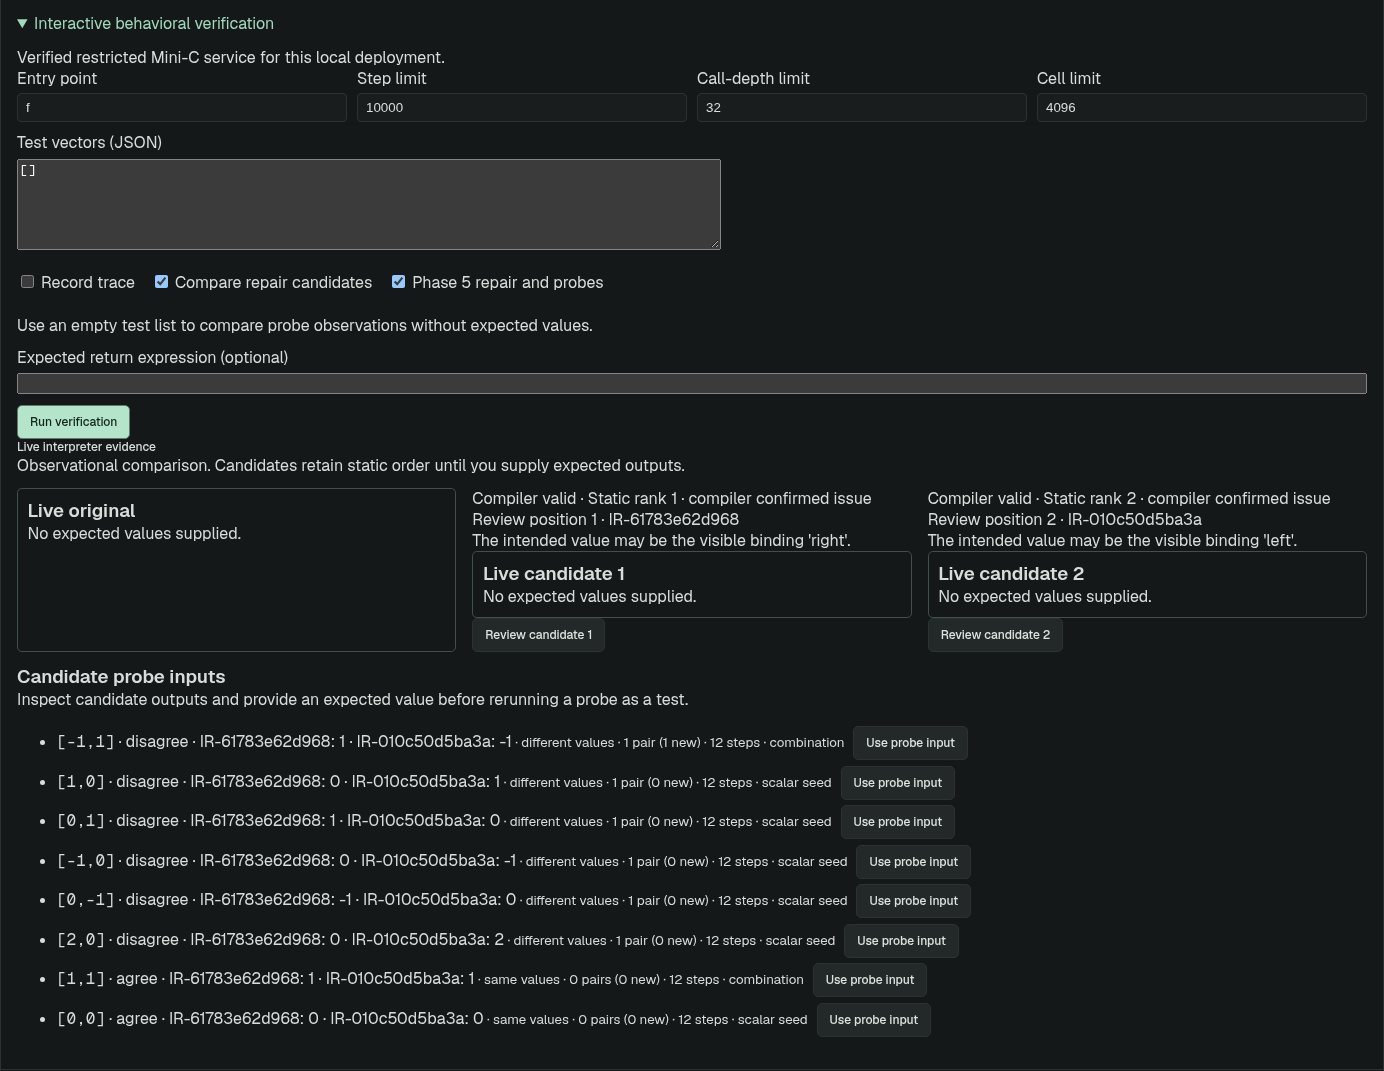 ▼ Interactive behavioral verification
Verified restricted Mini-C service for this local deployment.
Entry point Step limit Call-depth limit Cell limit
f 10000 32 4096
Test vectors (JSON)
[]
Record trace Compare repair candidates Phase 5 repair and probes
Use an empty test list to compare probe observations without expected values.
Expected return expression (optional)
Run verification
Live interpreter evidence
Observational comparison. Candidates retain static order until you supply expected outputs.
Live original
No expected values supplied.
Compiler valid · Static rank 1 · compiler confirmed issue
Review position 1 · IR-61783e62d968
The intended value may be the visible binding 'right'.
Live candidate 1
No expected values supplied.
Review candidate 1
Compiler valid · Static rank 2 · compiler confirmed issue
Review position 2 · IR-010c50d5ba3a
The intended value may be the visible binding 'left'.
Live candidate 2
No expected values supplied.
Review candidate 2
Candidate probe inputs
Inspect candidate outputs and provide an expected value before rerunning a probe as a test.
• [-1,1] · disagree · IR-61783e62d968: 1 · IR-010c50d5ba3a: -1 · different values · 1 pair (1 new) · 12 steps · combination Use probe input
• [1,0] · disagree · IR-61783e62d968: 0 · IR-010c50d5ba3a: 1 · different values · 1 pair (0 new) · 12 steps · scalar seed Use probe input
• [0,1] · disagree · IR-61783e62d968: 1 · IR-010c50d5ba3a: 0 · different values · 1 pair (0 new) · 12 steps · scalar seed Use probe input
• [-1,0] · disagree · IR-61783e62d968: 0 · IR-010c50d5ba3a: -1 · different values · 1 pair (0 new) · 12 steps · scalar seed Use probe input
• [0,-1] · disagree · IR-61783e62d968: -1 · IR-010c50d5ba3a: 0 · different values · 1 pair (0 new) · 12 steps · scalar seed Use probe input
• [2,0] · disagree · IR-61783e62d968: 0 · IR-010c50d5ba3a: 2 · different values · 1 pair (0 new) · 12 steps · scalar seed Use probe input
• [1,1] · agree · IR-61783e62d968: 1 · IR-010c50d5ba3a: 1 · same values · 0 pairs (0 new) · 12 steps · combination Use probe input
• [0,0] · agree · IR-61783e62d968: 0 · IR-010c50d5ba3a: 0 · same values · 0 pairs (0 new) · 12 steps · scalar seed Use probe input